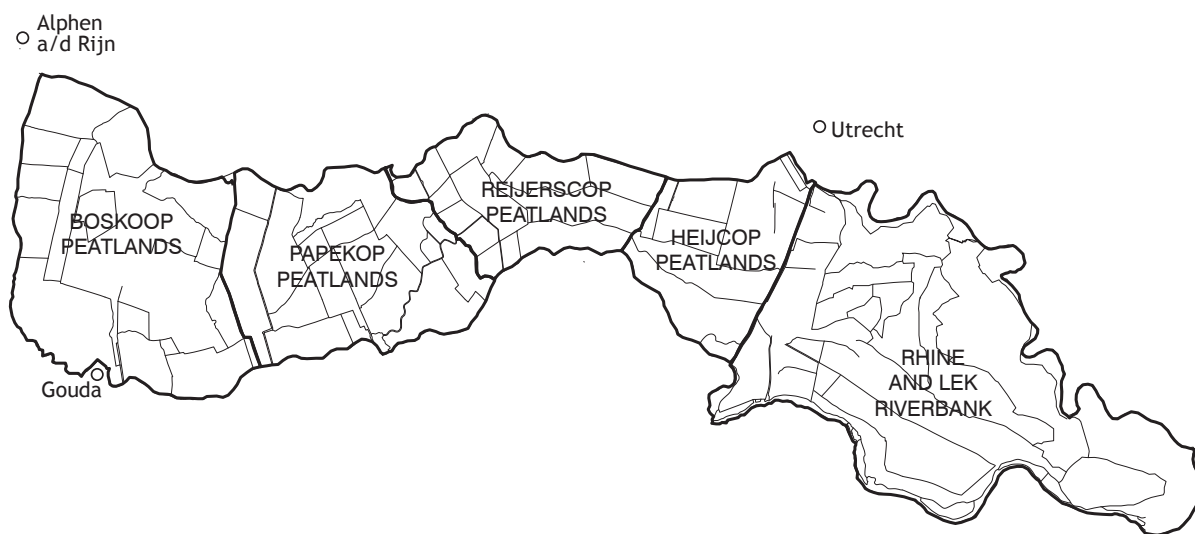 Alphen
a/d Rijn
Utrecht
BOSKOOP
PEATLANDS
PAPEKOP
PEATLANDS
REIJERSCOP
PEATLANDS
HEIJCOP
PEATLANDS
RHINE
AND LEK
RIVERBANK
Gouda